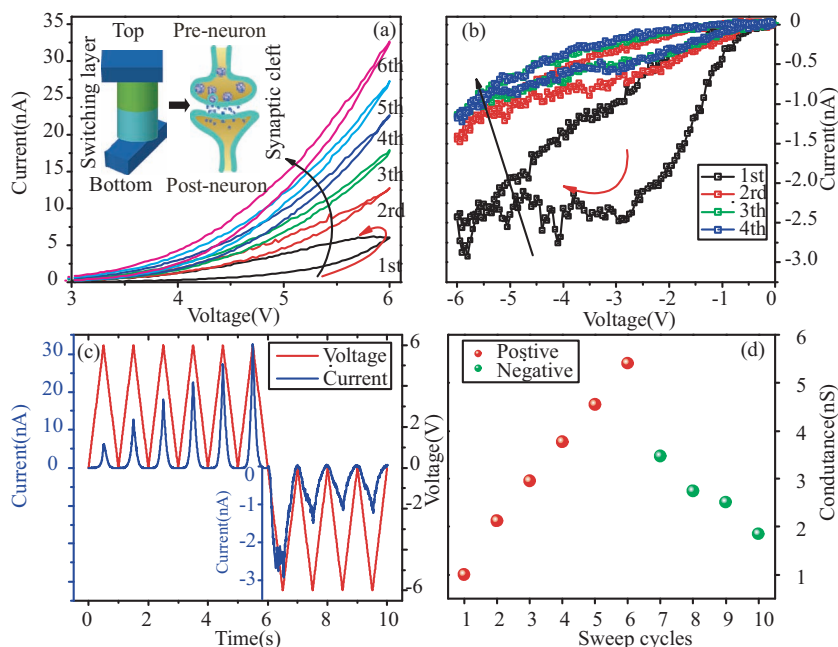 (a)
35
30
25
20
15
10
5
0
Current(nA)
3 4 5 6
Voltage(V)
Top
Switching layer
Bottom
Pre-neuron
Synaptic cleft
Post-neuron
6th
5th
4th
3th
2rd
1st
(b)
0
-0.5
-1.0
-1.5
-2.0
-2.5
-3.0
Current(nA)
1st
2rd
3th
4th
-6 -5 -4 -3 -2 -1 0
Voltage(V)
(c)
30
20
10
0
Current(nA)
Voltage
Current
6
4
2
0
-2
-4
-6
Voltage(V)
0
-1
-2
-3
Current(nA)
0 2 4 6 8 10
Time(s)
(d)
Postive
Negative
6
5
4
3
2
1
Condutance(nS)
1 2 3 4 5 6 7 8 9 10
Sweep cycles